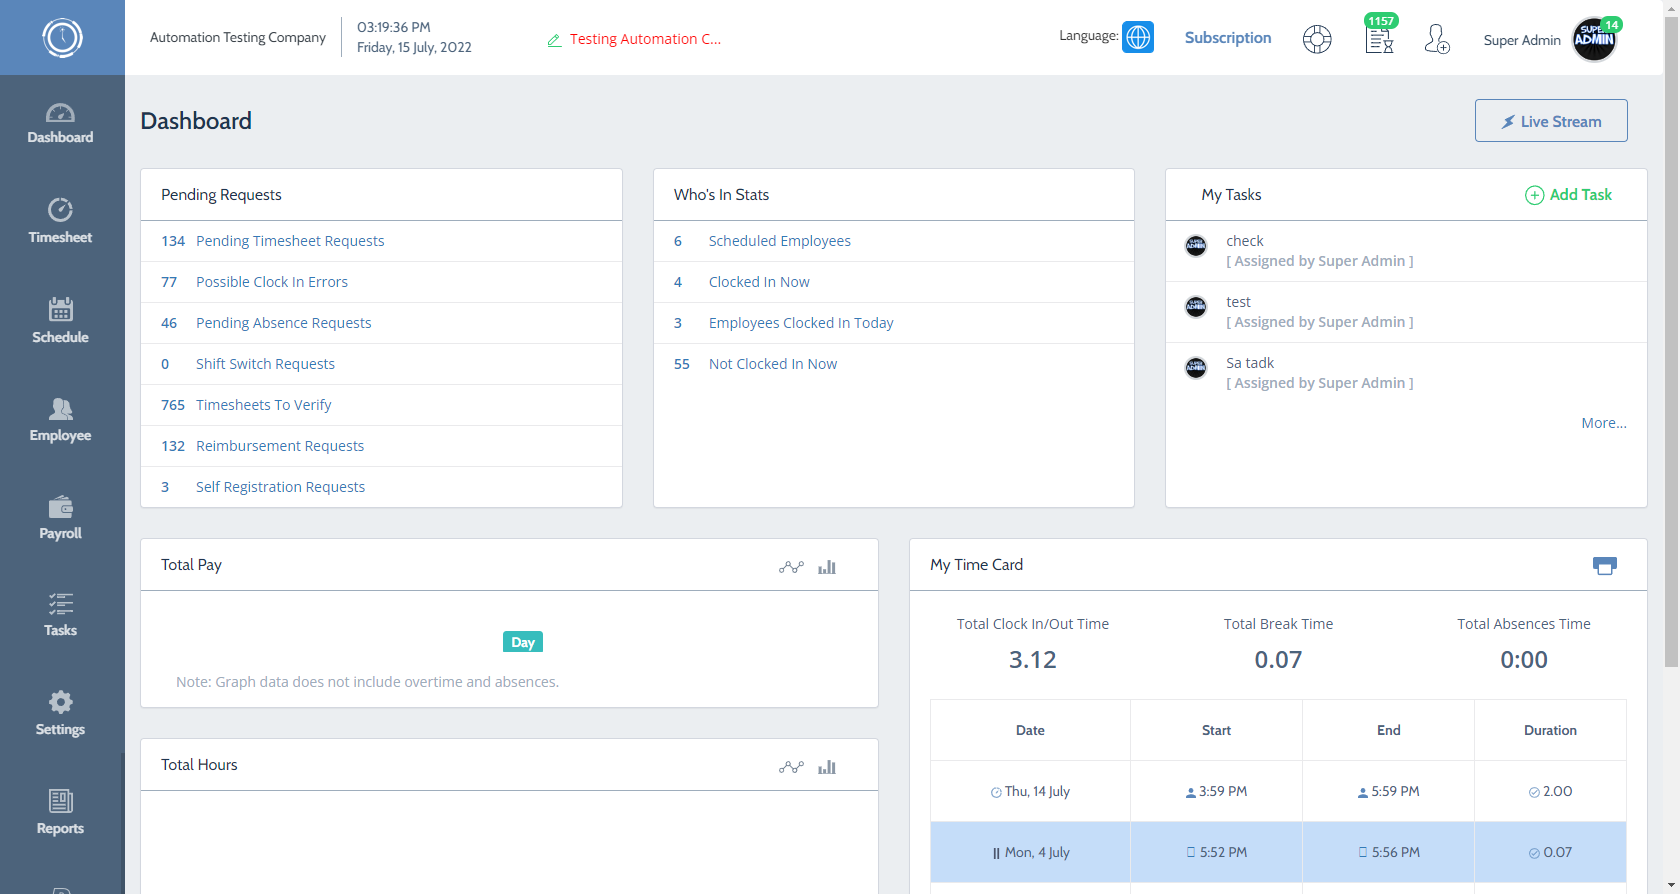 Automation Testing Company
03:19:36 PM
Friday, 15 July, 2022
Testing Automation C...
Language:
Subscription
1157
Super Admin
SUPER
ADMIN
14
Dashboard
Timesheet
Schedule
Employee
Payroll
Tasks
Settings
Reports
Dashboard
Live Stream
Pending Requests
134 Pending Timesheet Requests
77 Possible Clock In Errors
46 Pending Absence Requests
0 Shift Switch Requests
765 Timesheets To Verify
132 Reimbursement Requests
3 Self Registration Requests
Who's In Stats
6 Scheduled Employees
4 Clocked In Now
3 Employees Clocked In Today
55 Not Clocked In Now
My Tasks
Add Task
check
[ Assigned by Super Admin ]
test
[ Assigned by Super Admin ]
Sa tadk
[ Assigned by Super Admin ]
More...
Total Pay
Day
Note: Graph data does not include overtime and absences.
Total Hours
My Time Card
Total Clock In/Out Time Total Break Time Total Absences Time
3.12 0.07 0:00
Date Start End Duration
Thu, 14 July 3:59 PM 5:59 PM 2.00
Mon, 4 July 5:52 PM 5:56 PM 0.07